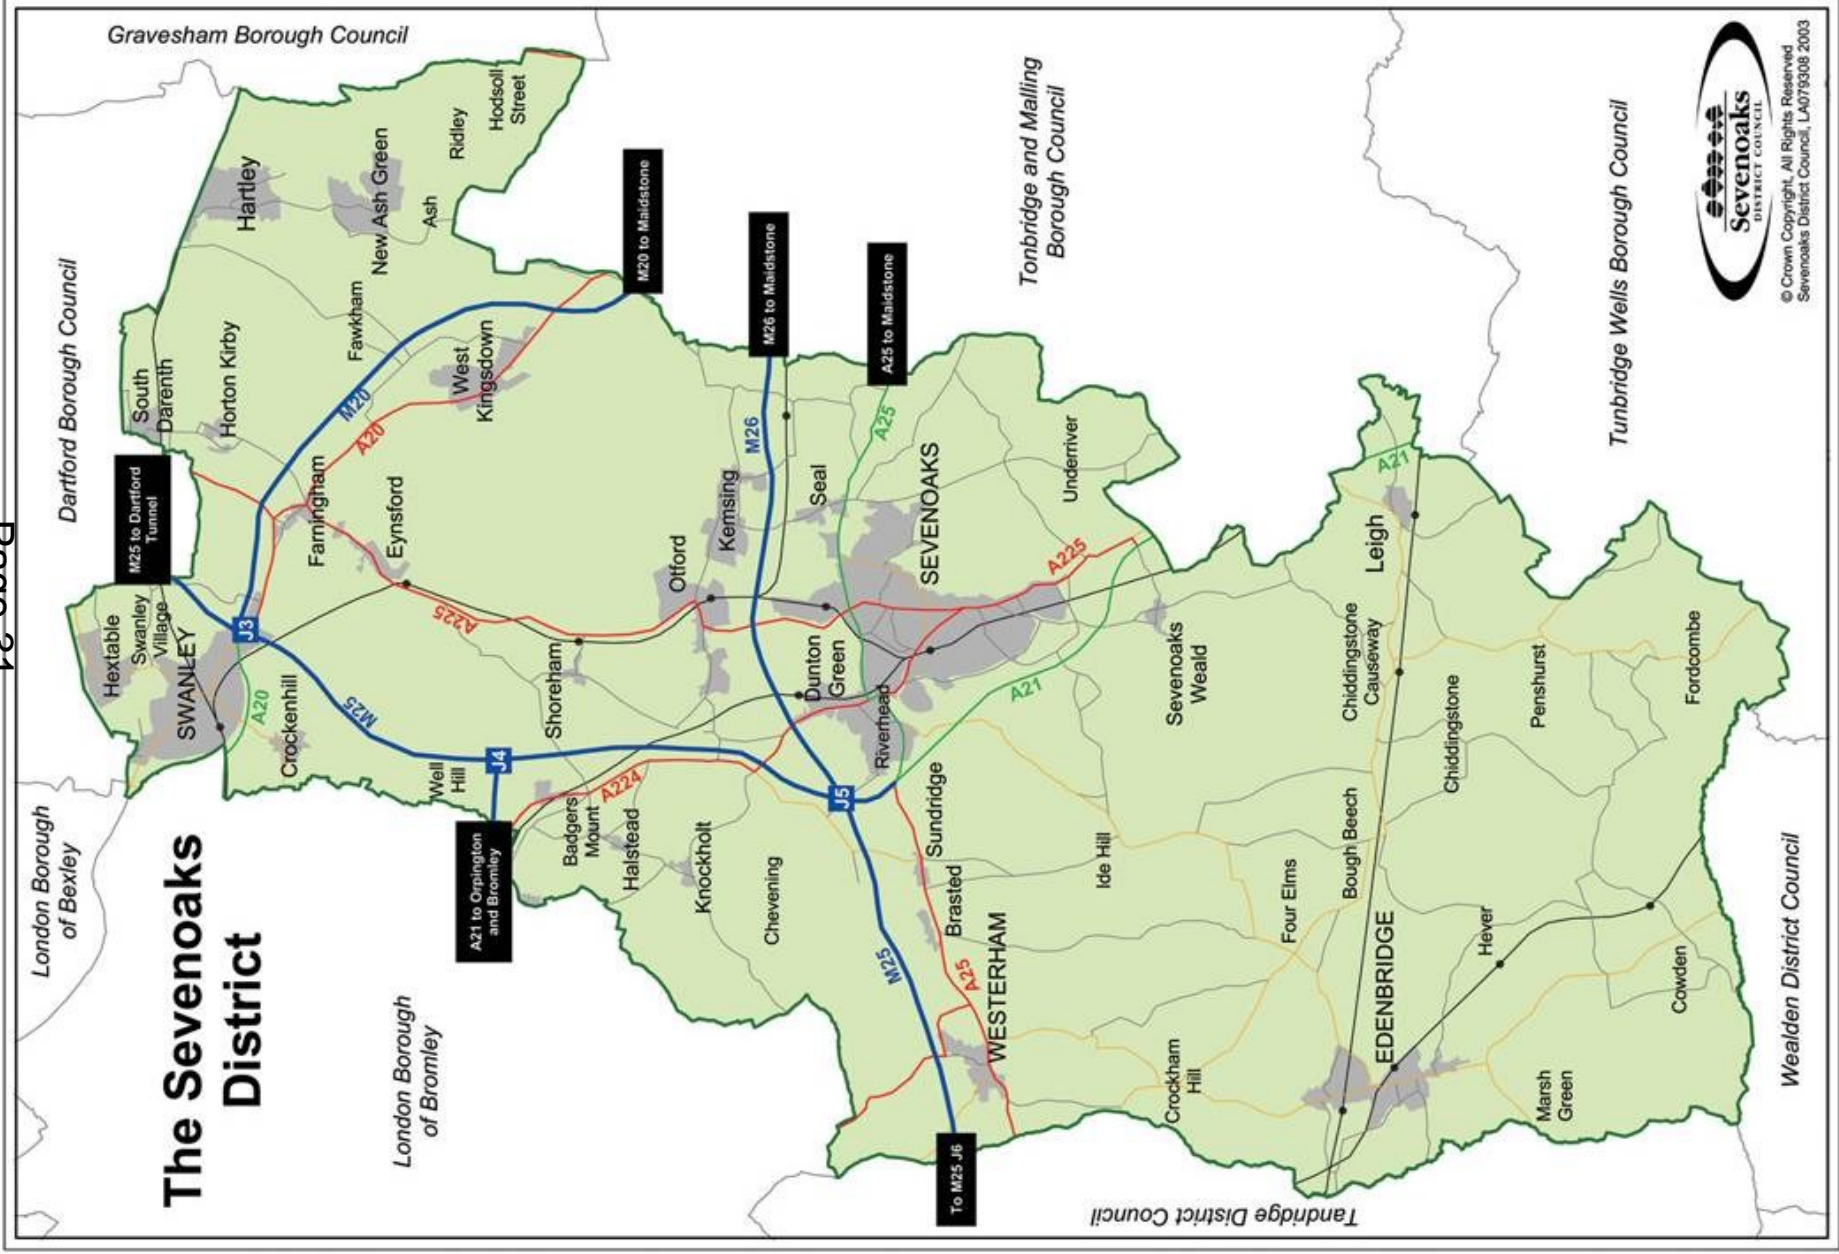 The Sevenoaks
District
Gravesham Borough Council
Dartford Borough Council
London Borough
of Bexley
London Borough
of Bromley
Tonbridge and Malling
Borough Council
Tunbridge Wells Borough Council
Wealden District Council
Tandridge District Council
M25 to Dartford
Tunnel
A21 to Orpington
and Bromley
M20 to Maidstone
M26 to Maidstone
A25 to Maidstone
To M25 J6
Hextable
Swanley
Village
SWANLEY
J3
A20
Crockenhill
M25
South
Darenth
Horton Kirby
Hartley
Fawkham
New Ash Green
Ash
Ridley
Hodsoll
Street
M20
A20
Farningham
Eynsford
West
Kingsdown
A225
Well
Hill
J4
Shoreham
Badgers
Mount
A224
Halstead
Knockholt
Chevening
Otford
Kemsing
M26
Seal
A25
SEVENOAKS
Dunton
Green
Riverhead
J5
Sundridge
Brasted
M25
A25
WESTERHAM
A21
A225
Underriver
Sevenoaks
Weald
Ide Hill
Crockham
Hill
Four Elms
Bough Beech
Chiddingstone
Causeway
Leigh
A21
EDENBRIDGE
Chiddingstone
Hever
Penshurst
Marsh
Green
Cowden
Fordcombe
Sevenoaks
DISTRICT COUNCIL
© Crown Copyright, All Rights Reserved
Sevenoaks District Council, LA079308 2003